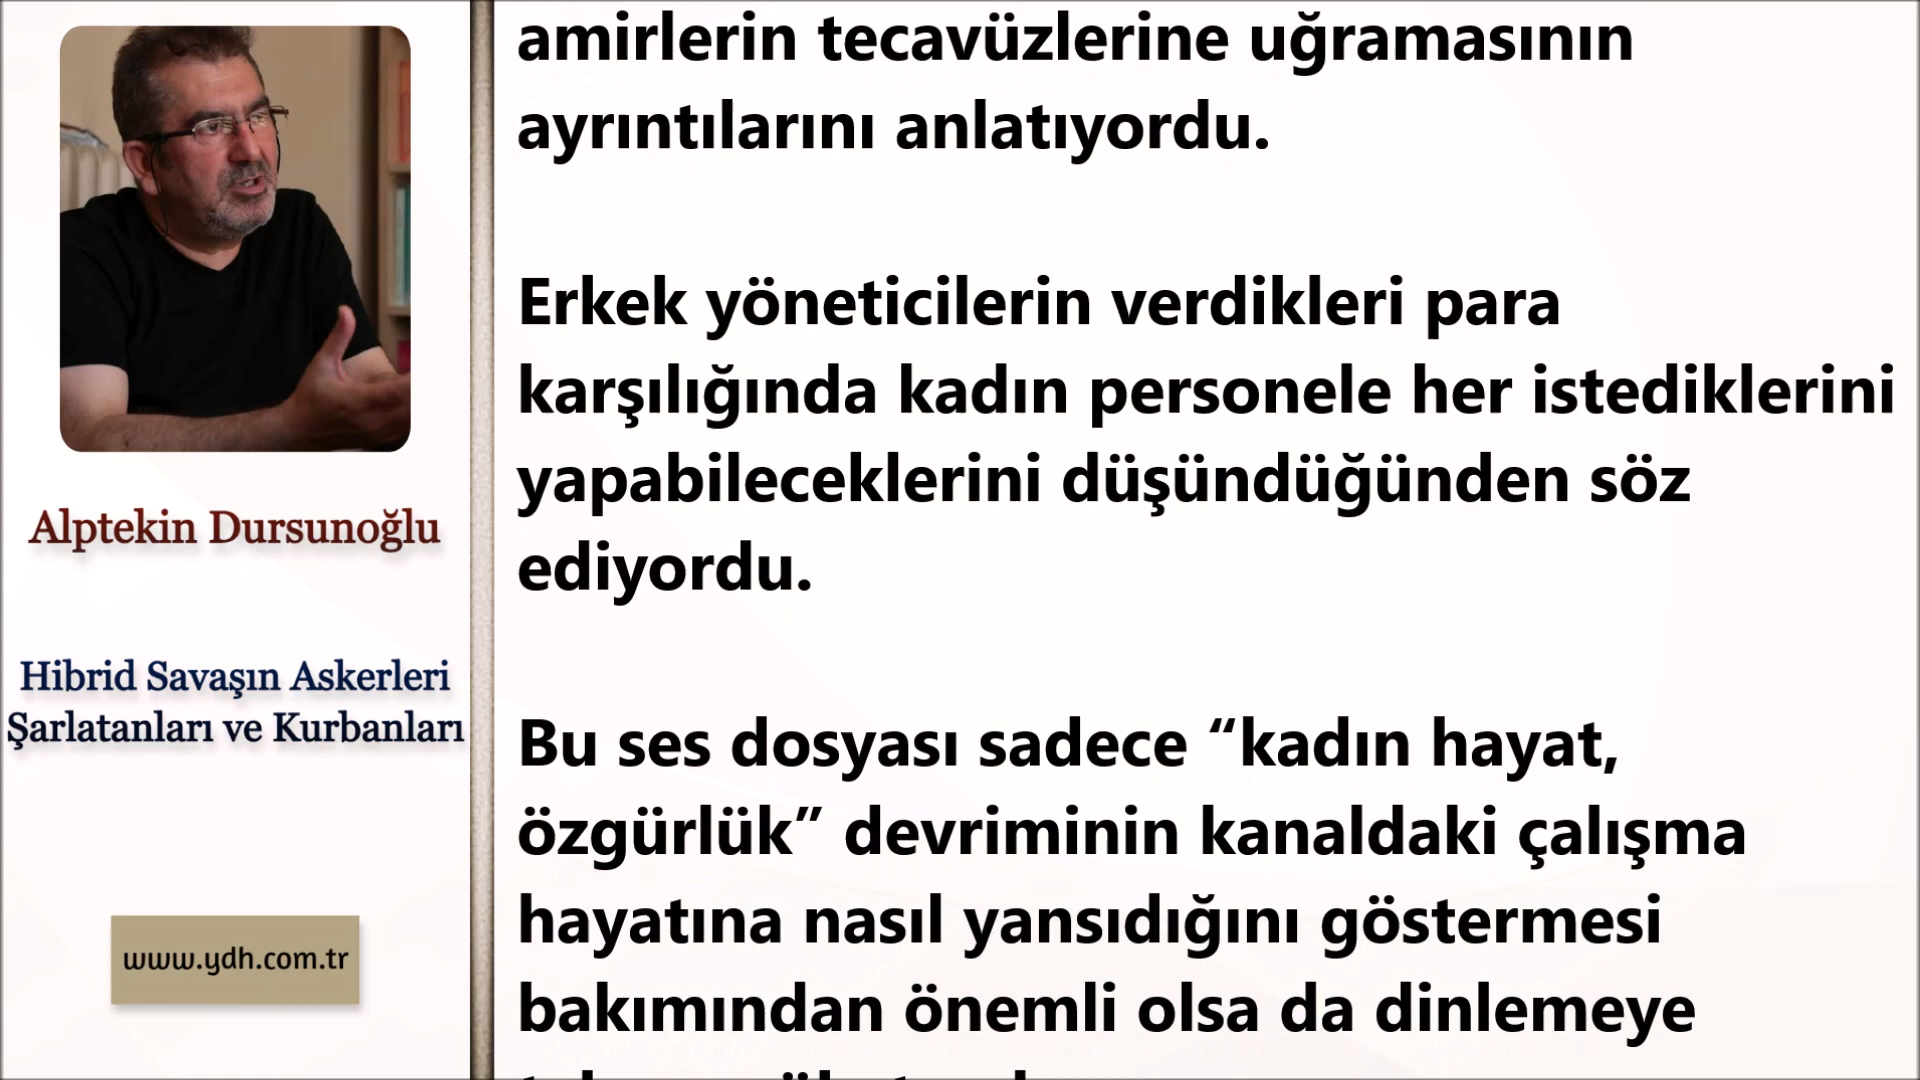 Alptekin Dursunoğlu
Hibrid Savaşın Askerleri
Şarlatanları ve Kurbanları
www.ydh.com.tr
amirlerin tecavüzlerine uğramasının
ayrıntılarını anlatıyordu.
Erkek yöneticilerin verdikleri para
karşılığında kadın personele her istediklerini
yapabileceklerini düşündüğünden söz
ediyordu.
Bu ses dosyası sadece “kadın hayat,
özgürlük” devriminin kanaldaki çalışma
hayatına nasıl yansıdığını göstermesi
bakımından önemli olsa da dinlemeye